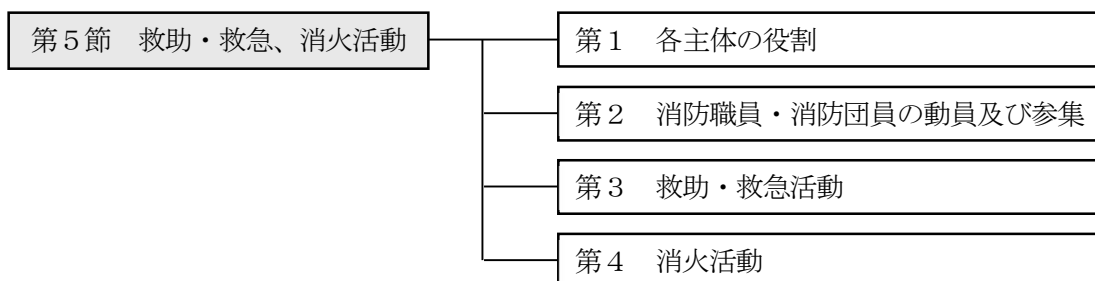 第５節　救助・救急、消火活動
第１　各主体の役割
第２　消防職員・消防団員の動員及び参集
第３　救助・救急活動
第４　消火活動